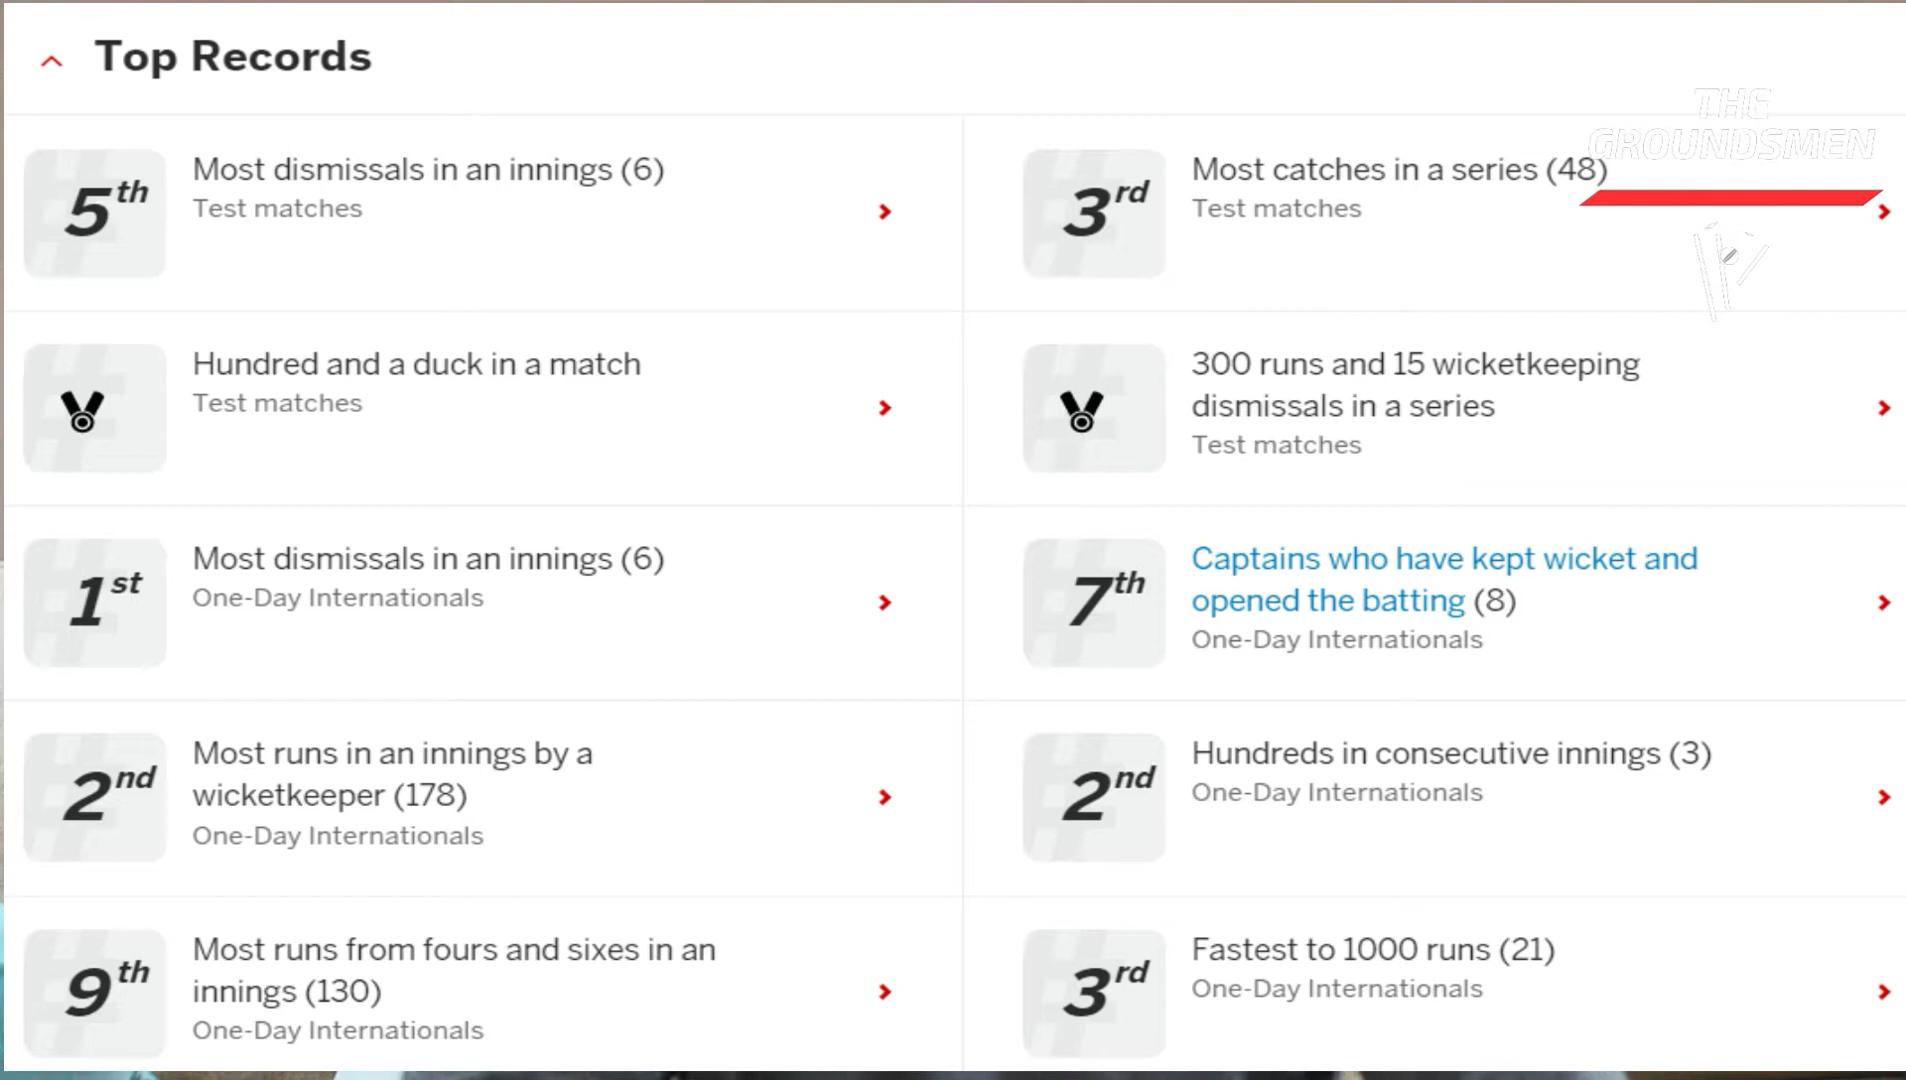 Top Records
THE
GROUNDSMEN
5th
Most dismissals in an innings (6)
Test matches
3rd
Most catches in a series (48)
Test matches
Hundred and a duck in a match
Test matches
300 runs and 15 wicketkeeping
dismissals in a series
Test matches
1st
Most dismissals in an innings (6)
One-Day Internationals
7th
Captains who have kept wicket and
opened the batting (8)
One-Day Internationals
2nd
Most runs in an innings by a
wicketkeeper (178)
One-Day Internationals
2nd
Hundreds in consecutive innings (3)
One-Day Internationals
9th
Most runs from fours and sixes in an
innings (130)
One-Day Internationals
3rd
Fastest to 1000 runs (21)
One-Day Internationals